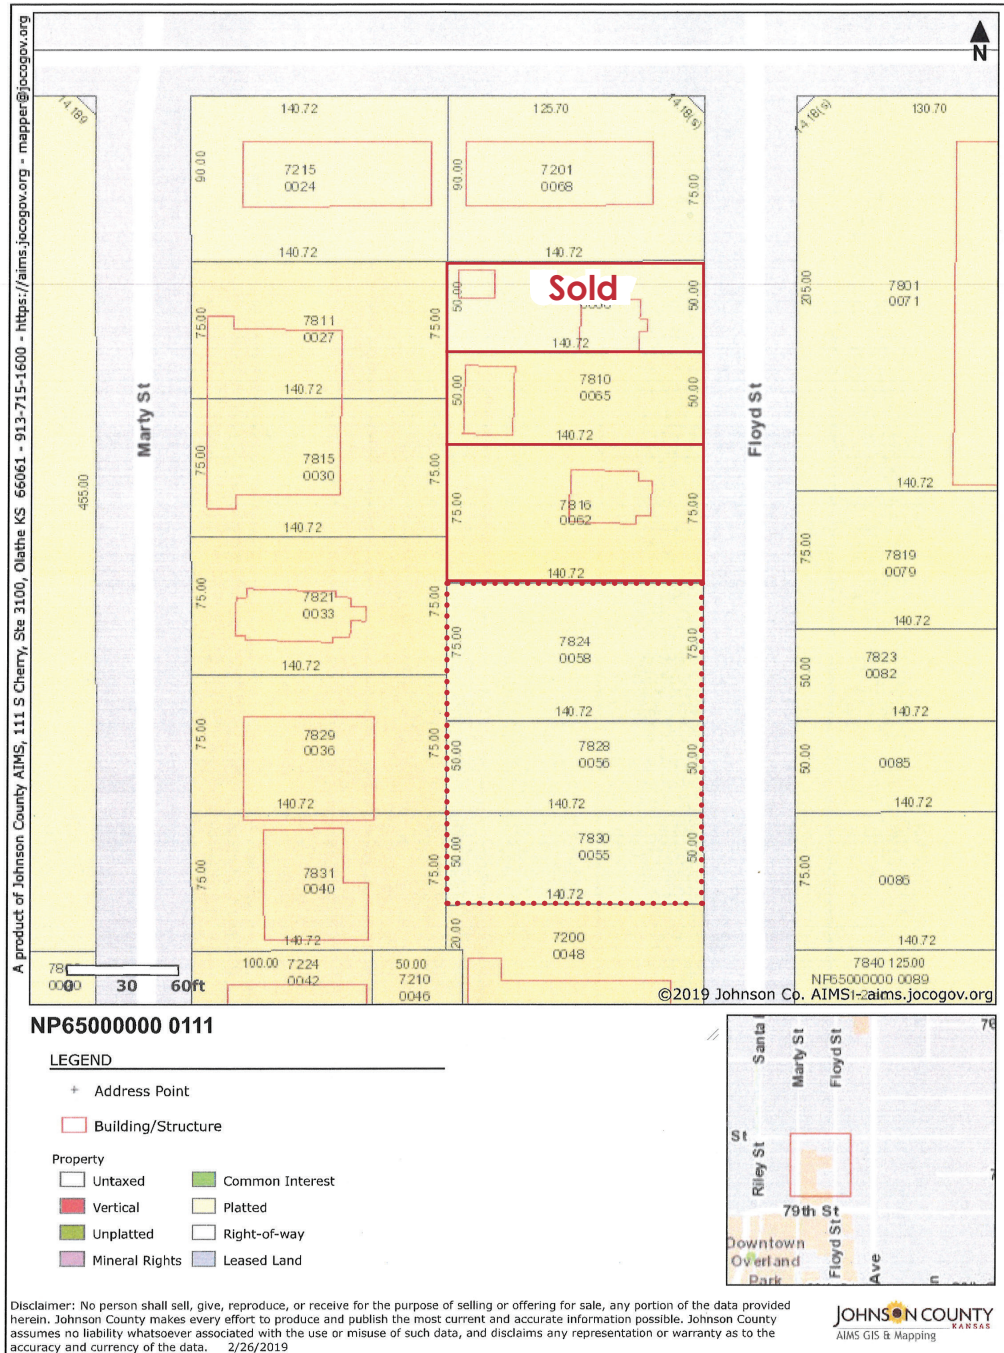 A product of Johnson County AIMS, 111 S Cherry, Ste 3100, Olathe KS 66061 - 913-715-1600 - https://aims.jocogov.org - mapper@jocogov.org
N
14.189
140.72
125.70
14.18(s)
14.18(s)
130.70
90.00
7215
0024
90.00
7201
0068
75.00
140.72
140.72
50.00
Sold
50.00
140.72
215.00
7801
0071
75.00
7811
0027
75.00
140.72
50.00
7810
0065
50.00
140.72
Marty St
Floyd St
75.00
7815
0030
75.00
140.72
75.00
7816
0062
75.00
140.72
455.00
140.72
75.00
7819
0079
140.72
75.00
7821
0033
75.00
140.72
75.00
7824
0058
75.00
140.72
50.00
7823
0082
140.72
75.00
7829
0036
75.00
140.72
50.00
7828
0056
50.00
140.72
50.00
0085
140.72
75.00
7831
0040
75.00
140.72
50.00
7830
0055
50.00
140.72
75.00
0086
140.72
20.00
7200
0048
100.00 7224
0042
50.00
7210
0046
7840 125.00
NP65000000 0089
0 30 60ft
©2019 Johnson Co. AIMS - aims.jocogov.org
NP65000000 0111
LEGEND
+ Address Point
Building/Structure
Property
Untaxed
Common Interest
Vertical
Platted
Unplatted
Right-of-way
Mineral Rights
Leased Land
Santa
Marty St
Floyd St
St
Riley St
79th St
Downtown
Overland
Park
Floyd St
Ave
Disclaimer: No person shall sell, give, reproduce, or receive for the purpose of selling or offering for sale, any portion of the data provided
herein. Johnson County makes every effort to produce and publish the most current and accurate information possible. Johnson County
assumes no liability whatsoever associated with the use or misuse of such data, and disclaims any representation or warranty as to the
accuracy and currency of the data. 2/26/2019
JOHNSON COUNTY
KANSAS
AIMS GIS & Mapping